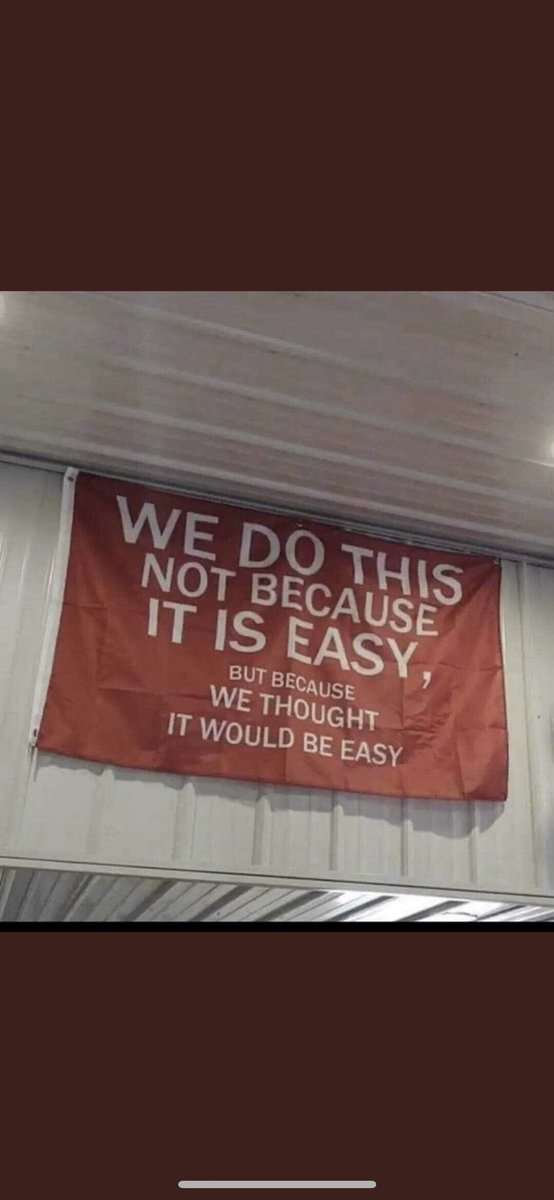 WE DO THIS
NOT BECAUSE
IT IS EASY,
BUT BECAUSE
WE THOUGHT
IT WOULD BE EASY